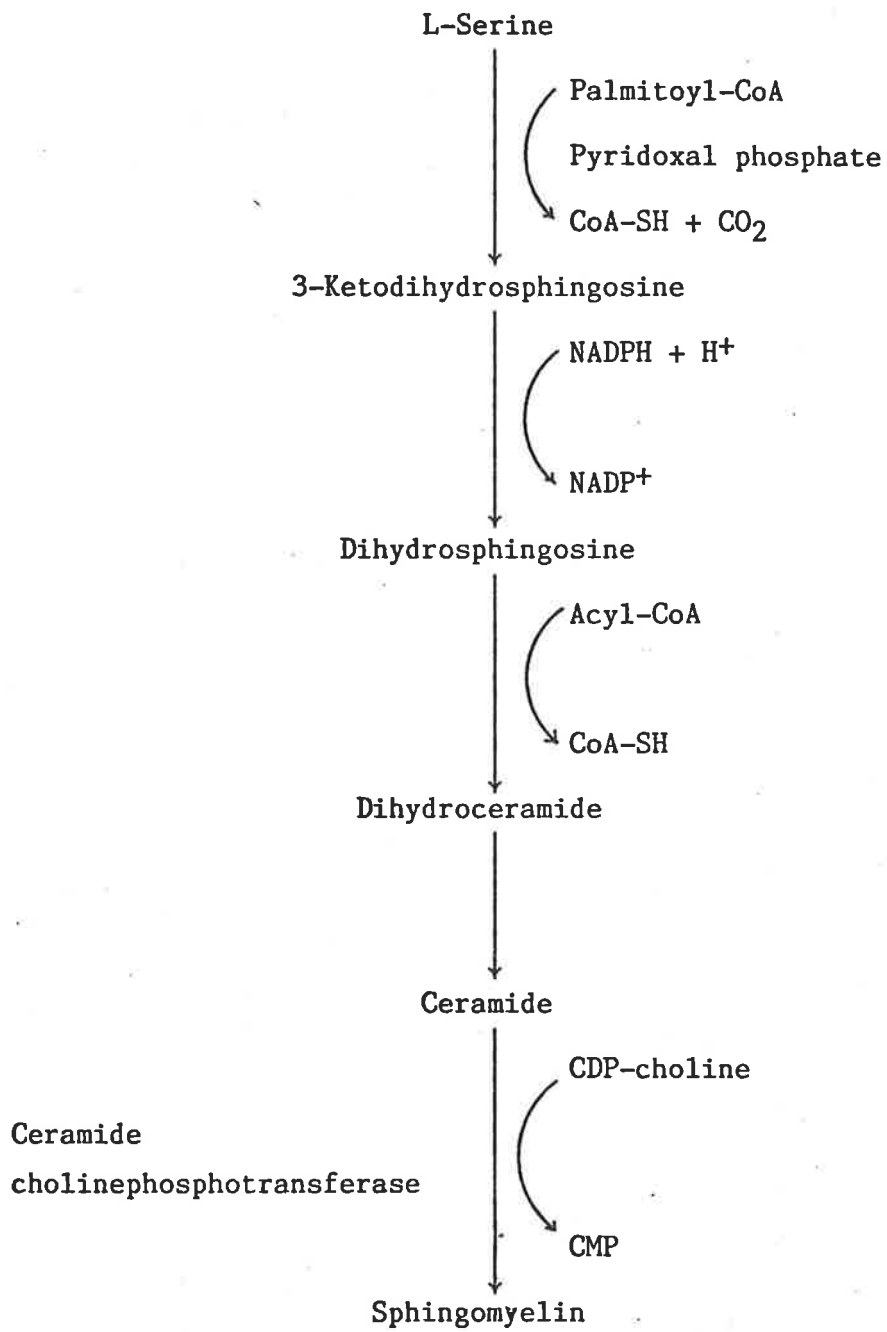 L-Serine
Palmitoyl-CoA
Pyridoxal phosphate
CoA-SH + CO₂
3-Ketodihydrosphingosine
NADPH + H⁺
NADP⁺
Dihydrosphingosine
Acyl-CoA
CoA-SH
Dihydroceramide
Ceramide
CDP-choline
Ceramide
cholinephosphotransferase
CMP
Sphingomyelin